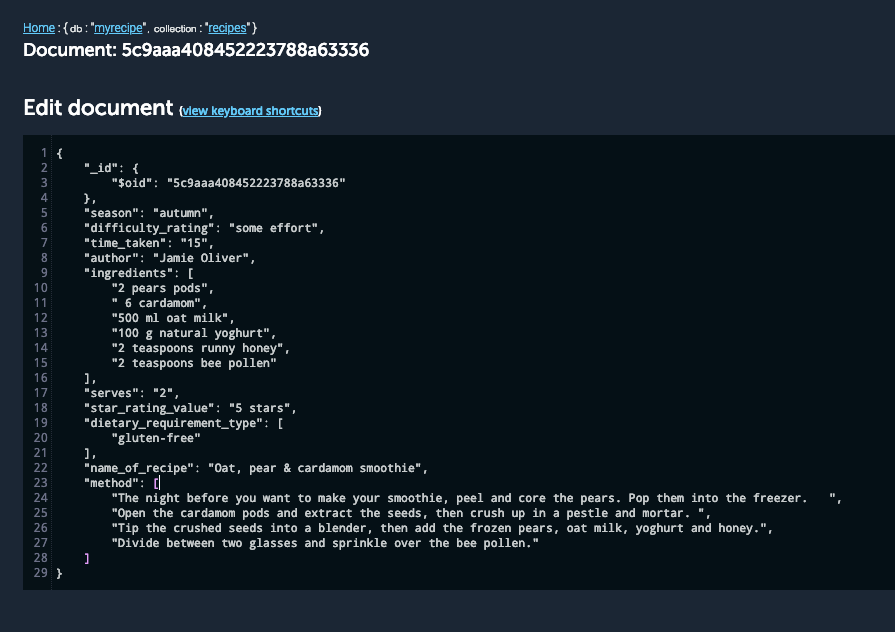 Home : { db : "myrecipe", collection : "recipes" }
Document: 5c9aaa408452223788a63336
Edit document (view keyboard shortcuts)
1 {
2     "_id": {
3         "$oid": "5c9aaa408452223788a63336"
4     },
5     "season": "autumn",
6     "difficulty_rating": "some effort",
7     "time_taken": "15",
8     "author": "Jamie Oliver",
9     "ingredients": [
10         "2 pears pods",
11         " 6 cardamom",
12         "500 ml oat milk",
13         "100 g natural yoghurt",
14         "2 teaspoons runny honey",
15         "2 teaspoons bee pollen"
16     ],
17     "serves": "2",
18     "star_rating_value": "5 stars",
19     "dietary_requirement_type": [
20         "gluten-free"
21     ],
22     "name_of_recipe": "Oat, pear & cardamom smoothie",
23     "method": [
24         "The night before you want to make your smoothie, peel and core the pears. Pop them into the freezer.   ",
25         "Open the cardamom pods and extract the seeds, then crush up in a pestle and mortar. ",
26         "Tip the crushed seeds into a blender, then add the frozen pears, oat milk, yoghurt and honey.",
27         "Divide between two glasses and sprinkle over the bee pollen."
28     ]
29 }